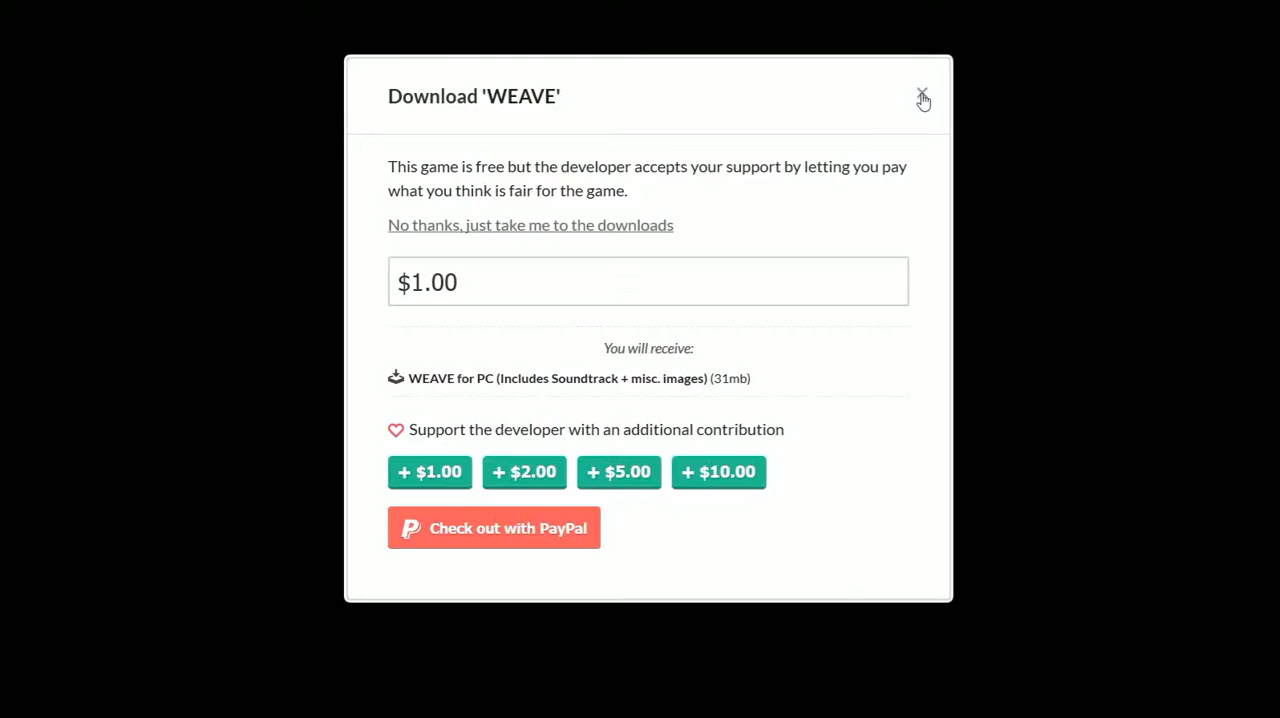 Download 'WEAVE'
This game is free but the developer accepts your support by letting you pay
what you think is fair for the game.
No thanks, just take me to the downloads
$1.00
You will receive:
WEAVE for PC (Includes Soundtrack + misc. images) (31mb)
Support the developer with an additional contribution
+ $1.00 + $2.00 + $5.00 + $10.00
Check out with PayPal